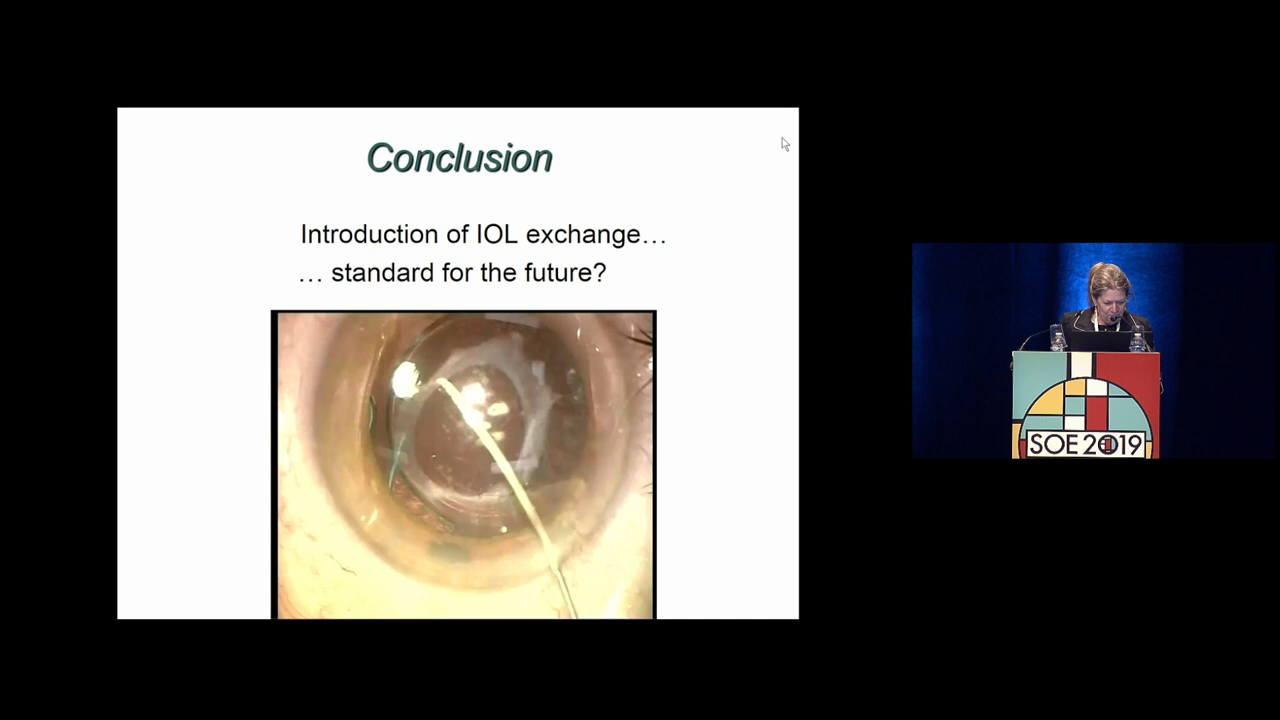 Conclusion
Introduction of IOL exchange…
… standard for the future?
SOE 2019